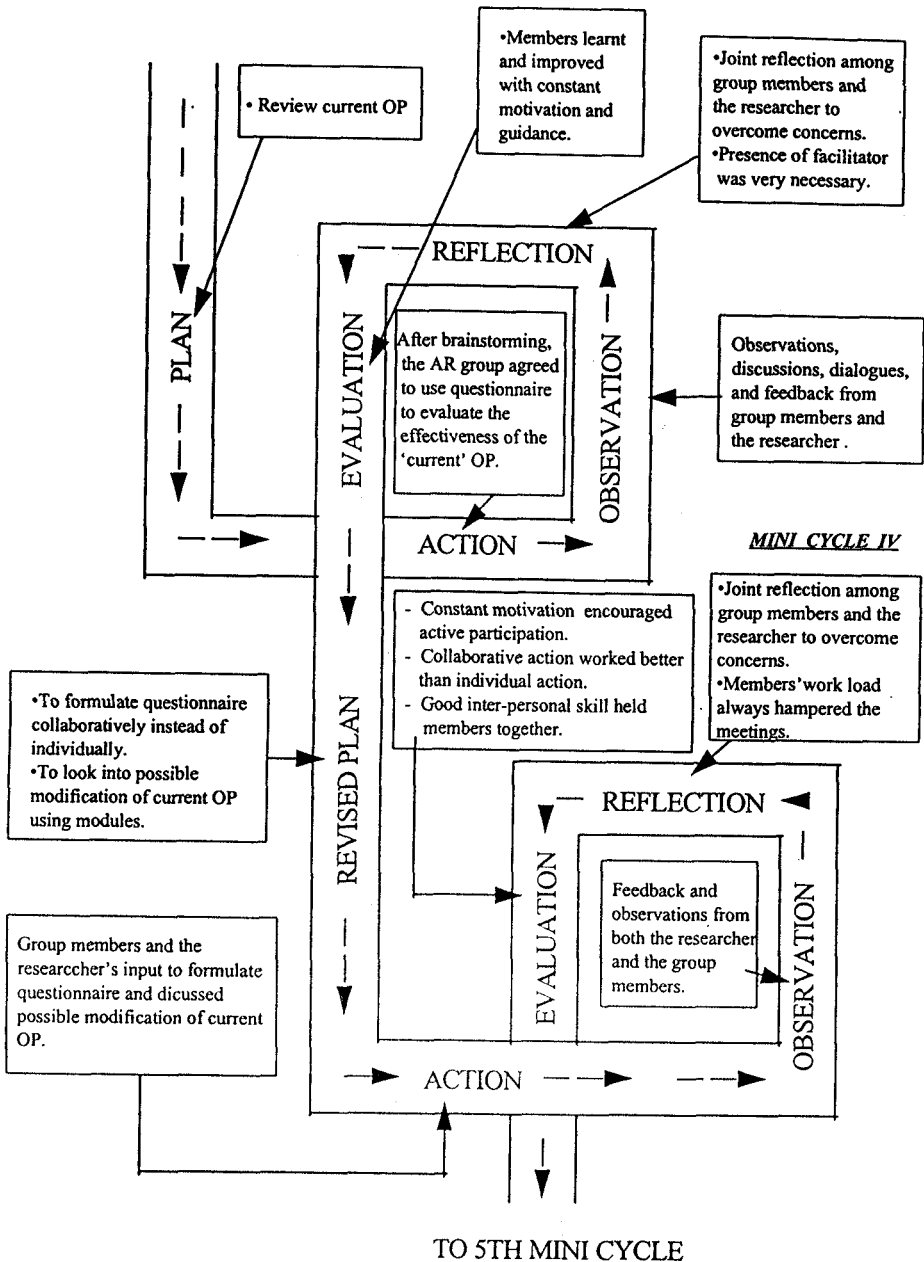 • Review current OP
•Members learnt
and improved
with constant
motivation and
guidance.
•Joint reflection among
group members and
the researcher to
overcome concerns.
•Presence of facilitator
was very necessary.
REFLECTION
PLAN
EVALUATION
After brainstorming,
the AR group agreed
to use questionnaire
to evaluate the
effectiveness of the
‘current’ OP.
OBSERVATION
Observations,
discussions, dialogues,
and feedback from
group members and
the researcher .
ACTION
MINI CYCLE IV
•Joint reflection among
group members and the
researcher to overcome
concerns.
•Members' work load
always hampered the
meetings.
- Constant motivation encouraged
active participation.
- Collaborative action worked better
than individual action.
- Good inter-personal skill held
members together.
•To formulate questionnaire
collaboratively instead of
individually.
•To look into possible
modification of current OP
using modules.
REVISED PLAN
REFLECTION
EVALUATION
Feedback and
observations from
both the researcher
and the group
members.
OBSERVATION
Group members and the
researccher's input to formulate
questionnaire and dicussed
possible modification of current
OP.
ACTION
TO 5TH MINI CYCLE